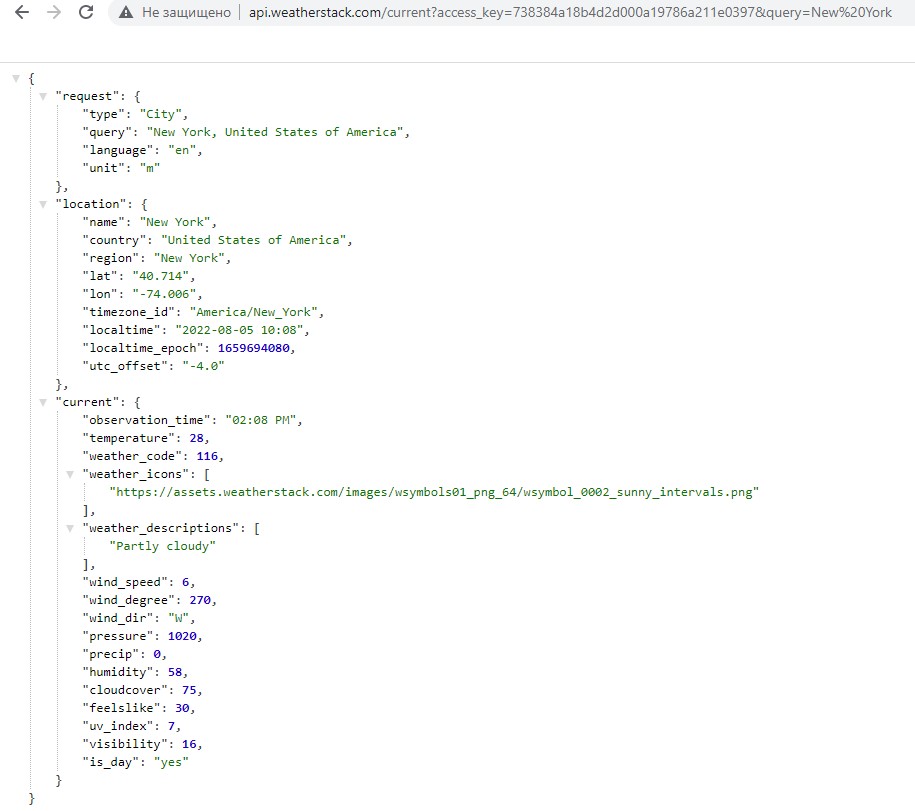 Не защищено | api.weatherstack.com/current?access_key=738384a18b4d2d000a19786a211e0397&query=New%20York
{
"request": {
"type": "City",
"query": "New York, United States of America",
"language": "en",
"unit": "m"
},
"location": {
"name": "New York",
"country": "United States of America",
"region": "New York",
"lat": "40.714",
"lon": "-74.006",
"timezone_id": "America/New_York",
"localtime": "2022-08-05 10:08",
"localtime_epoch": 1659694080,
"utc_offset": "-4.0"
},
"current": {
"observation_time": "02:08 PM",
"temperature": 28,
"weather_code": 116,
"weather_icons": [
"https://assets.weatherstack.com/images/wsymbols01_png_64/wsymbol_0002_sunny_intervals.png"
],
"weather_descriptions": [
"Partly cloudy"
],
"wind_speed": 6,
"wind_degree": 270,
"wind_dir": "W",
"pressure": 1020,
"precip": 0,
"humidity": 58,
"cloudcover": 75,
"feelslike": 30,
"uv_index": 7,
"visibility": 16,
"is_day": "yes"
}
}